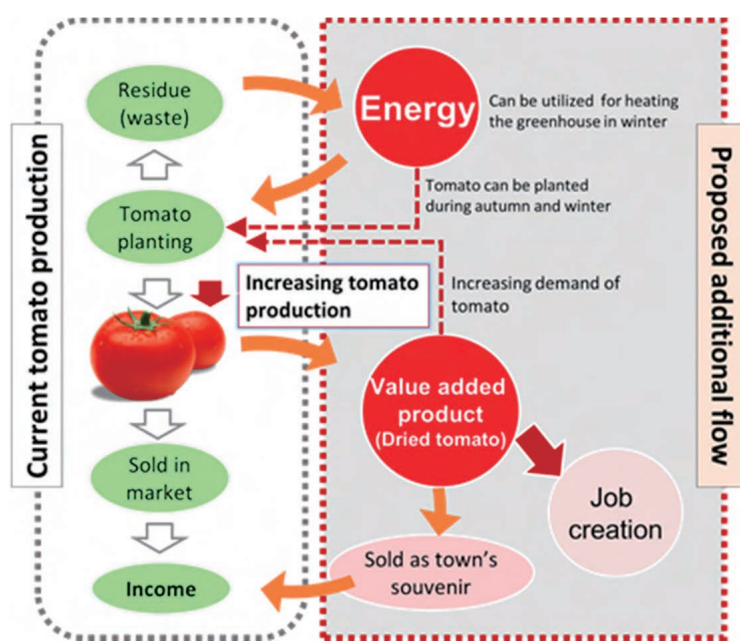 Current tomato production
Residue
(waste)
Energy
Can be utilized for heating
the greenhouse in winter
Tomato
planting
Tomato can be planted
during autumn and winter
Increasing tomato
production
Increasing demand of
tomato
Value added
product
(Dried tomato)
Sold in
market
Job
creation
Sold as town's
souvenir
Income
Proposed additional flow